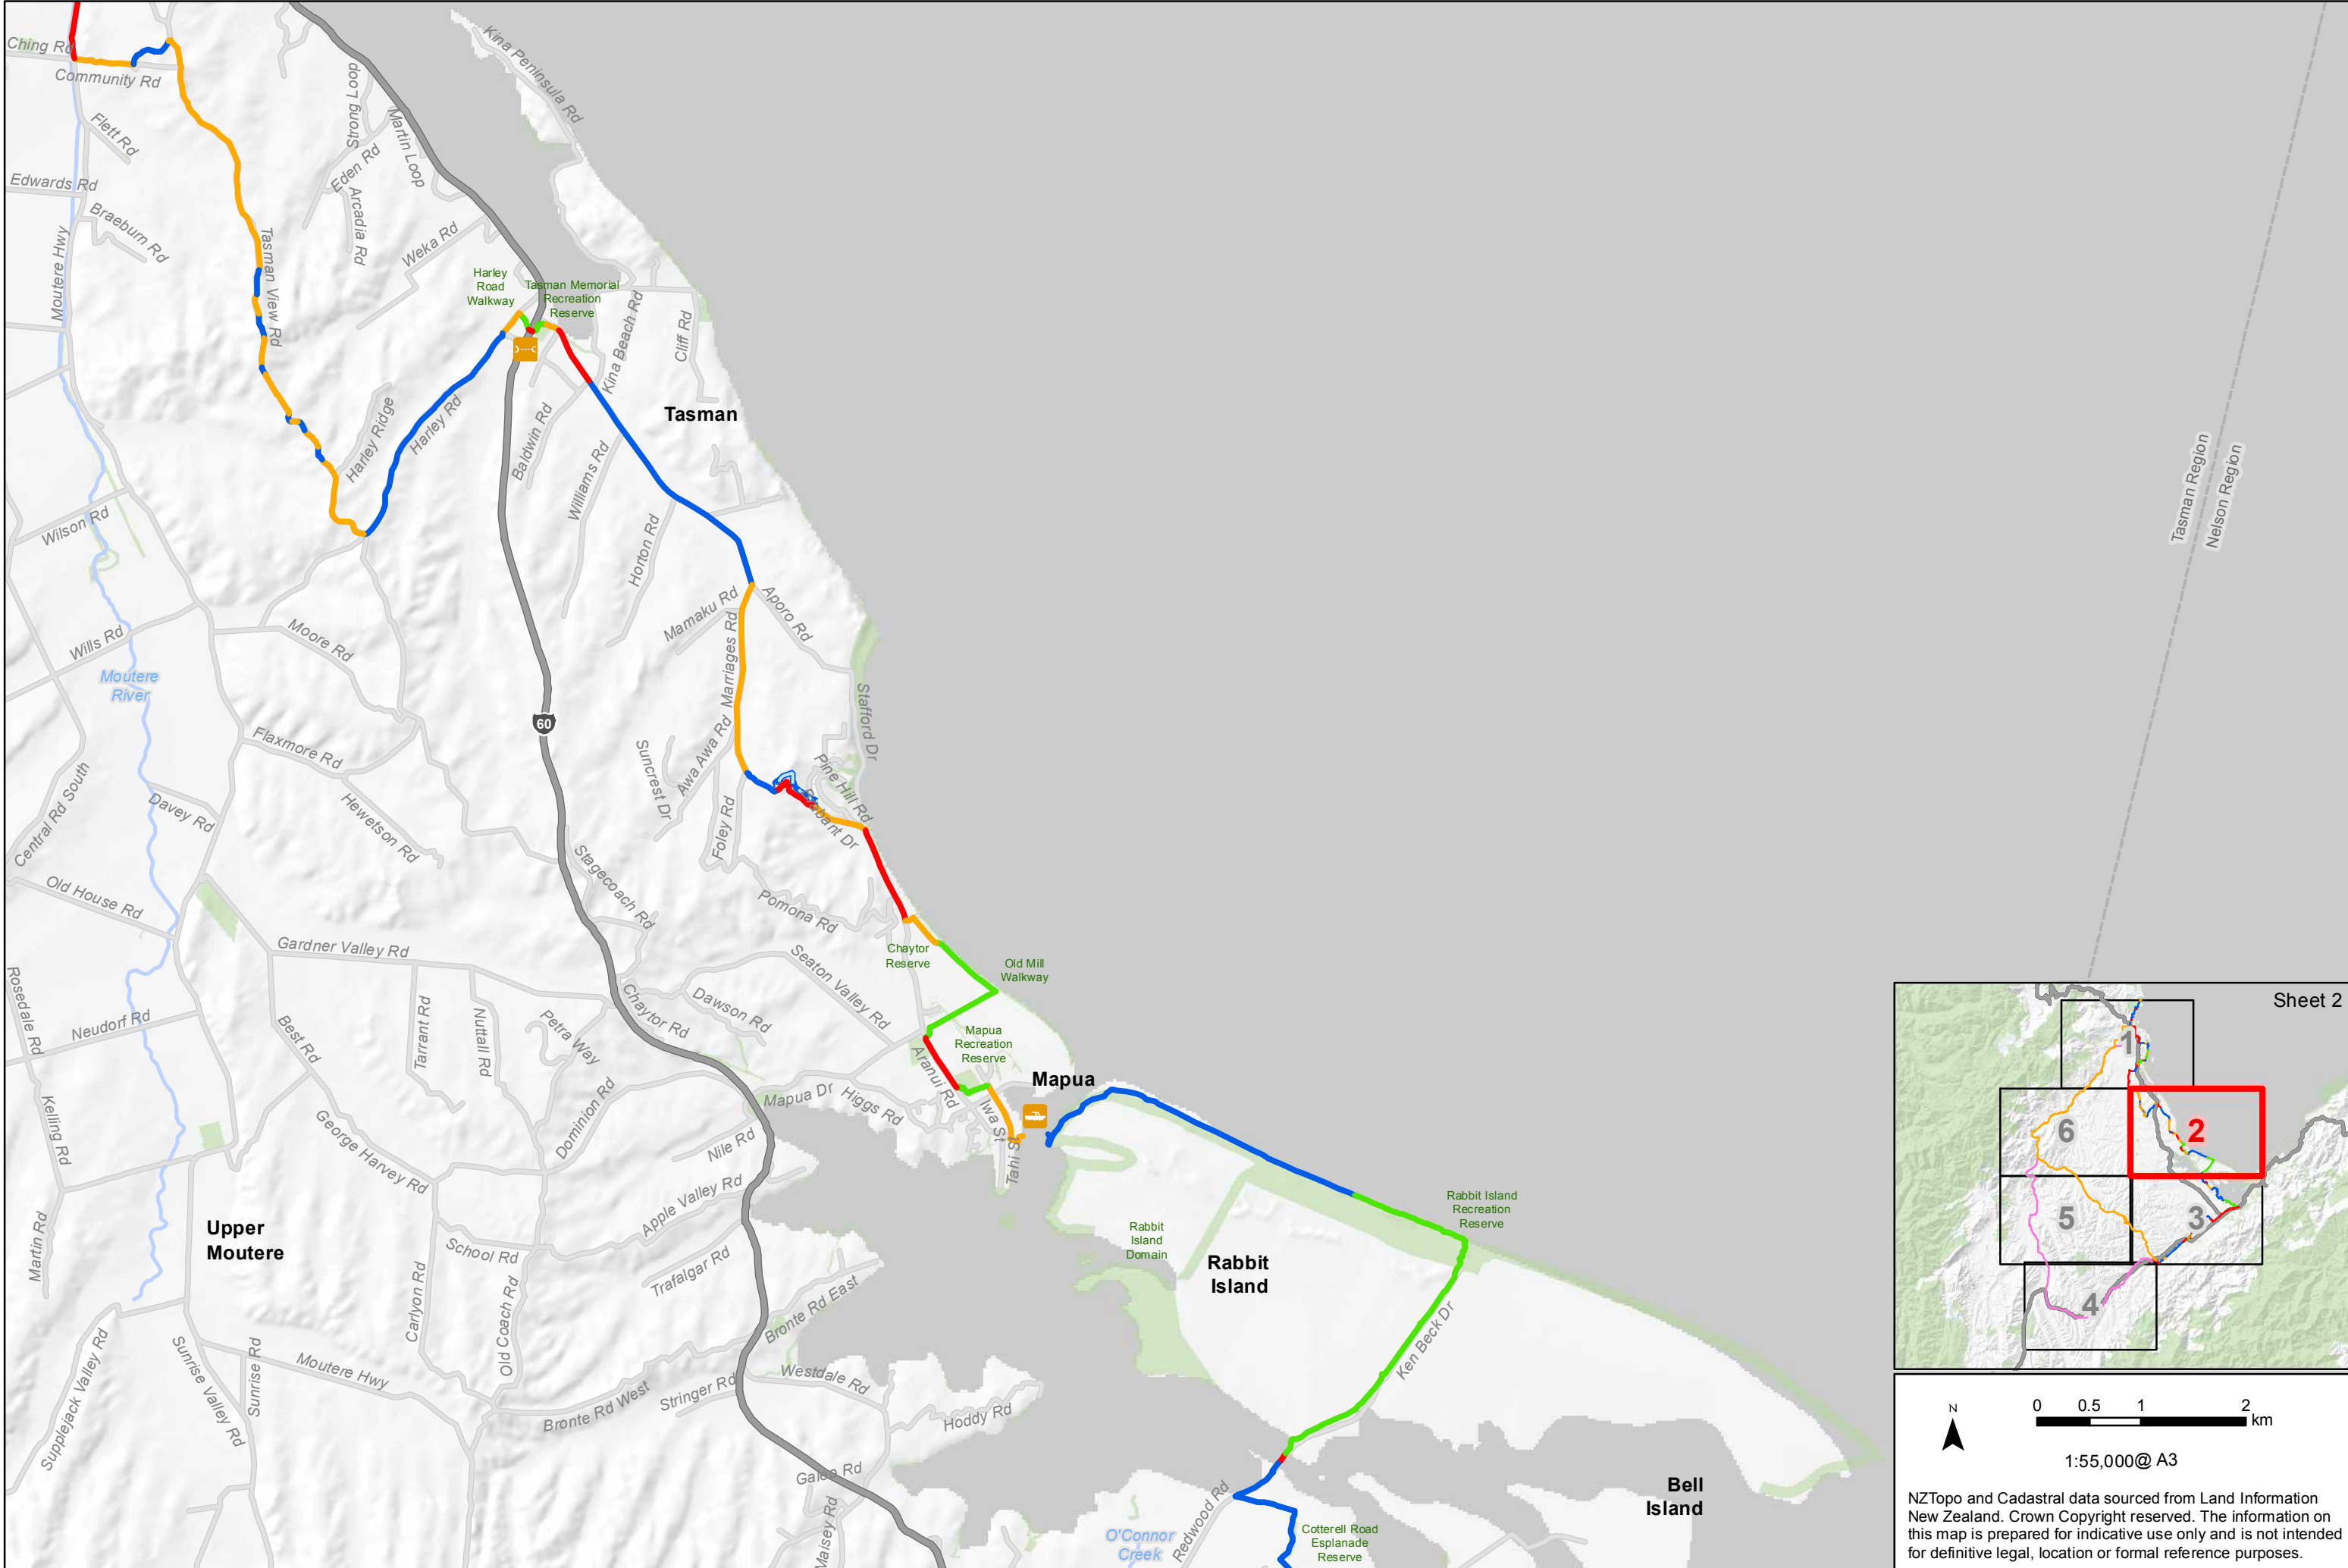 Ching Rd
Community Rd
Flett Rd
Strong Loop
Martin Loop
Eden Rd
Arcadia Rd
Kina Peninsula Rd
Edwards Rd
Braeburn Rd
Moutere Hwy
Tasman View Rd
Weka Rd
Harley
Road
Walkway
Tasman Memorial
Recreation
Reserve
Kina Beach Rd
Cliff Rd
Tasman
Harley Ridge
Harley Rd
Baldwin Rd
Williams Rd
Horton Rd
Tasman Region
Nelson Region
Wilson Rd
Wills Rd
Moore Rd
Mamaku Rd
Marriages Rd
Aporo Rd
Moutere
River
60
Stafford Dr
Flaxmore Rd
Suncrest Dr
Awa Awa Rd
Pine Hill Rd
Central Rd South
Davey Rd
Hewetson Rd
Foley Rd
Stagecoach Rd
Old House Rd
Pomona Rd
Gardner Valley Rd
Chaytor
Reserve
Old Mill
Walkway
Seaton Valley Rd
Rosedale Rd
Neudorf Rd
Best Rd
Tarrant Rd
Nuttall Rd
Petra Way
Chaytor Rd
Dawson Rd
Mapua
Recreation
Reserve
Aranui Rd
Mapua
Mapua Dr
Higgs Rd
Iwa St
Tahi St
Kelling Rd
George Harvey Rd
Dominion Rd
Nile Rd
Apple Valley Rd
Martin Rd
Upper
Moutere
School Rd
Trafalgar Rd
Carlyon Rd
Old Coach Rd
Bronte Rd East
Rabbit
Island
Domain
Rabbit
Island
Rabbit Island
Recreation
Reserve
Ken Beck Dr
Supplejack Valley Rd
Sunrise Valley Rd
Sunrise Rd
Moutere Hwy
Bronte Rd West
Stringer Rd
Westdale Rd
Hoddy Rd
Galeo Rd
Maisey Rd
O'Connor
Creek
Redwood Rd
Cotterell Road
Esplanade
Reserve
Bell
Island
Sheet 2
1
2
6
5
3
4
N
0 0.5 1 2
km
1:55,000@ A3
NZTopo and Cadastral data sourced from Land Information
New Zealand. Crown Copyright reserved. The information on
this map is prepared for indicative use only and is not intended
for definitive legal, location or formal reference purposes.